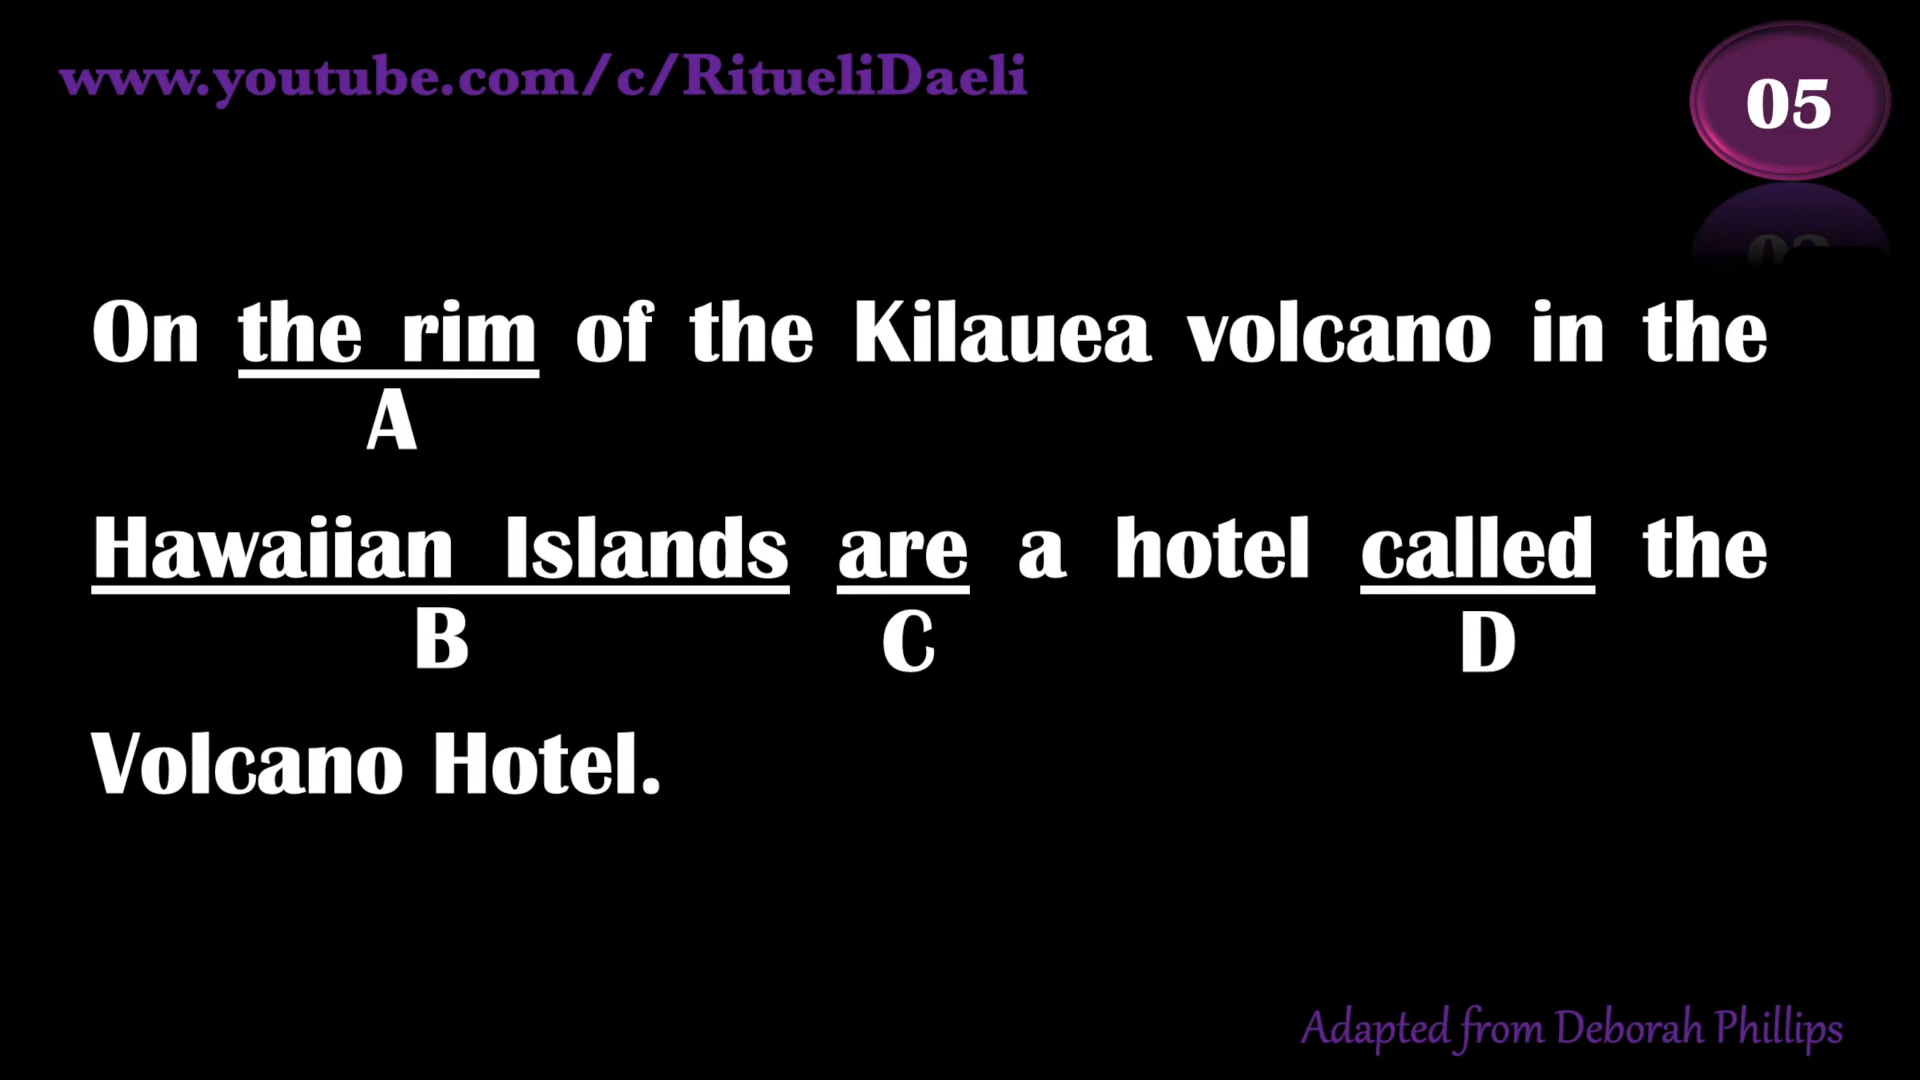 www.youtube.com/c/RitueliDaeli
05
On the rim of the Kilauea volcano in the
A
Hawaiian Islands are a hotel called the
B C D
Volcano Hotel.
Adapted from Deborah Phillips